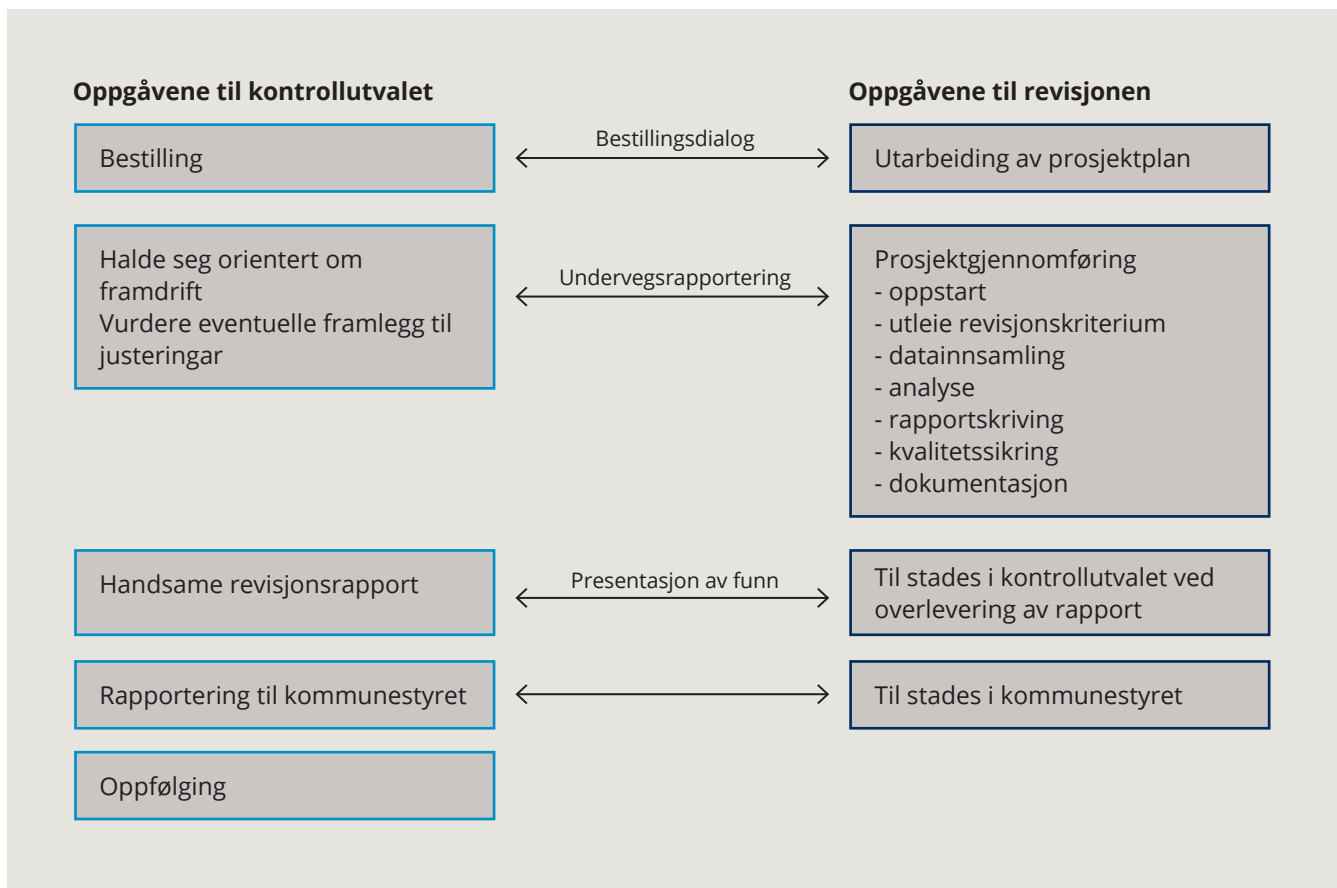 Oppgåvene til kontrollutvalet
Oppgåvene til revisjonen
Bestilling
Bestillingsdialog
Utarbeiding av prosjektplan
Halde seg orientert om
framdrift
Vurdere eventuelle framlegg til
justeringar
Undervegsrapportering
Prosjektgjennomføring
- oppstart
- utleie revisjonskriterium
- datainnsamling
- analyse
- rapportskriving
- kvalitetssikring
- dokumentasjon
Handsame revisjonsrapport
Presentasjon av funn
Til stades i kontrollutvalet ved
overlevering av rapport
Rapportering til kommunestyret
Til stades i kommunestyret
Oppfølging